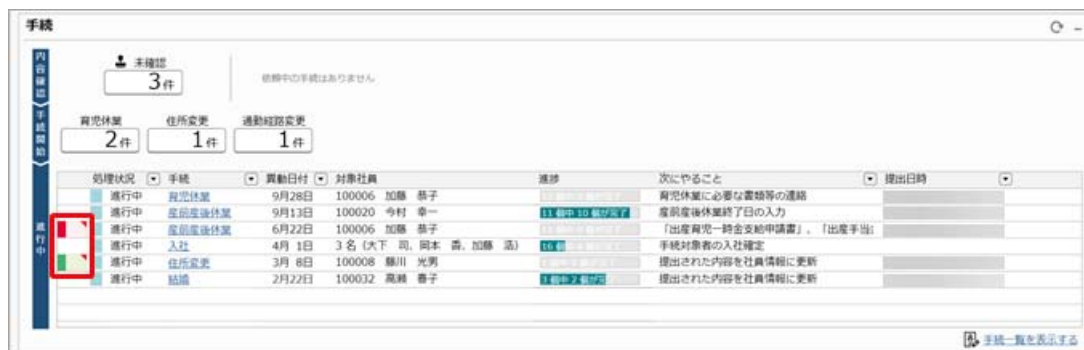 手続
内容確認
未確認
3件
依頼中の手続はありません
手続開始
育児休業 住所変更 通勤経路変更
2件 1件 1件
進行中
処理状況 手続 異動日付 対象社員 進捗 次にやること 提出日時
進行中 育児休業 9月28日 100006 加藤 恭子 育児休業に必要な書類等の連絡
進行中 産前産後休業 9月13日 100020 今村 幸一 11 個中 10 個が完了 産前産後休業終了日の入力
進行中 産前産後休業 6月22日 100006 加藤 恭子 「出産育児一時金支給申請書」、「出産手当
進行中 入社 4月 1日 3 名 (大下 司、岡本 香、加藤 浩) 16 個 手続対象者の入社確定
進行中 住所変更 3月 8日 100008 藤川 光男 提出された内容を社員情報に更新
進行中 結婚 2月22日 100032 高瀬 春子 3 個中 2 個が完 提出された内容を社員情報に更新
手続一覧を表示する